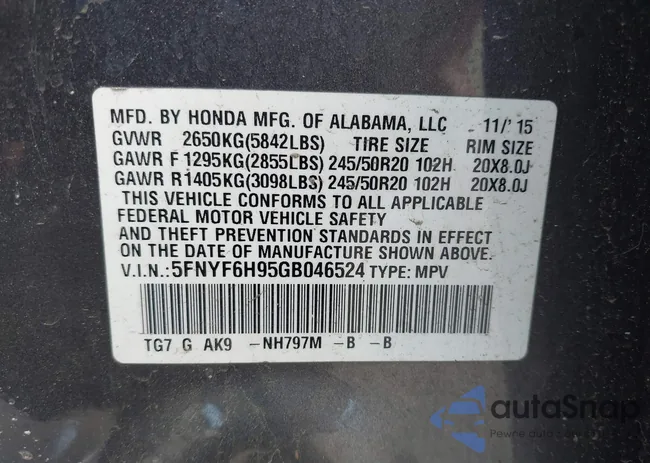 MFD. BY HONDA MFG. OF ALABAMA, LLC 11/'15
GVWR 2650KG(5842LBS) TIRE SIZE RIM SIZE
GAWR F 1295KG(2855LBS) 245/50R20 102H 20X8.0J
GAWR R1405KG(3098LBS) 245/50R20 102H 20X8.0J
THIS VEHICLE CONFORMS TO ALL APPLICABLE
FEDERAL MOTOR VEHICLE SAFETY
AND THEFT PREVENTION STANDARDS IN EFFECT
ON THE DATE OF MANUFACTURE SHOWN ABOVE.
V.I.N.: 5FNYF6H95GB046524 TYPE: MPV
TG7 G AK9 -NH797M -B -B
autoSnap
Pewne auto z